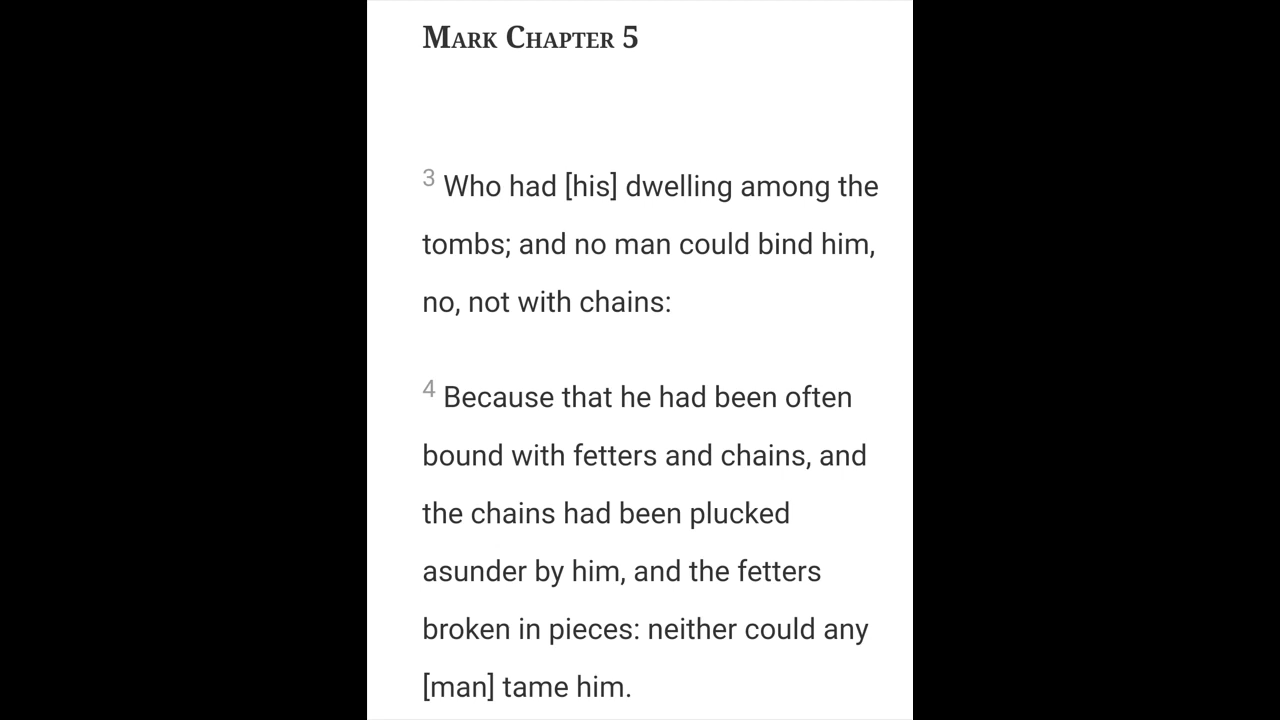 Mark Chapter 5
3 Who had [his] dwelling among the
tombs; and no man could bind him,
no, not with chains:
4 Because that he had been often
bound with fetters and chains, and
the chains had been plucked
asunder by him, and the fetters
broken in pieces: neither could any
[man] tame him.